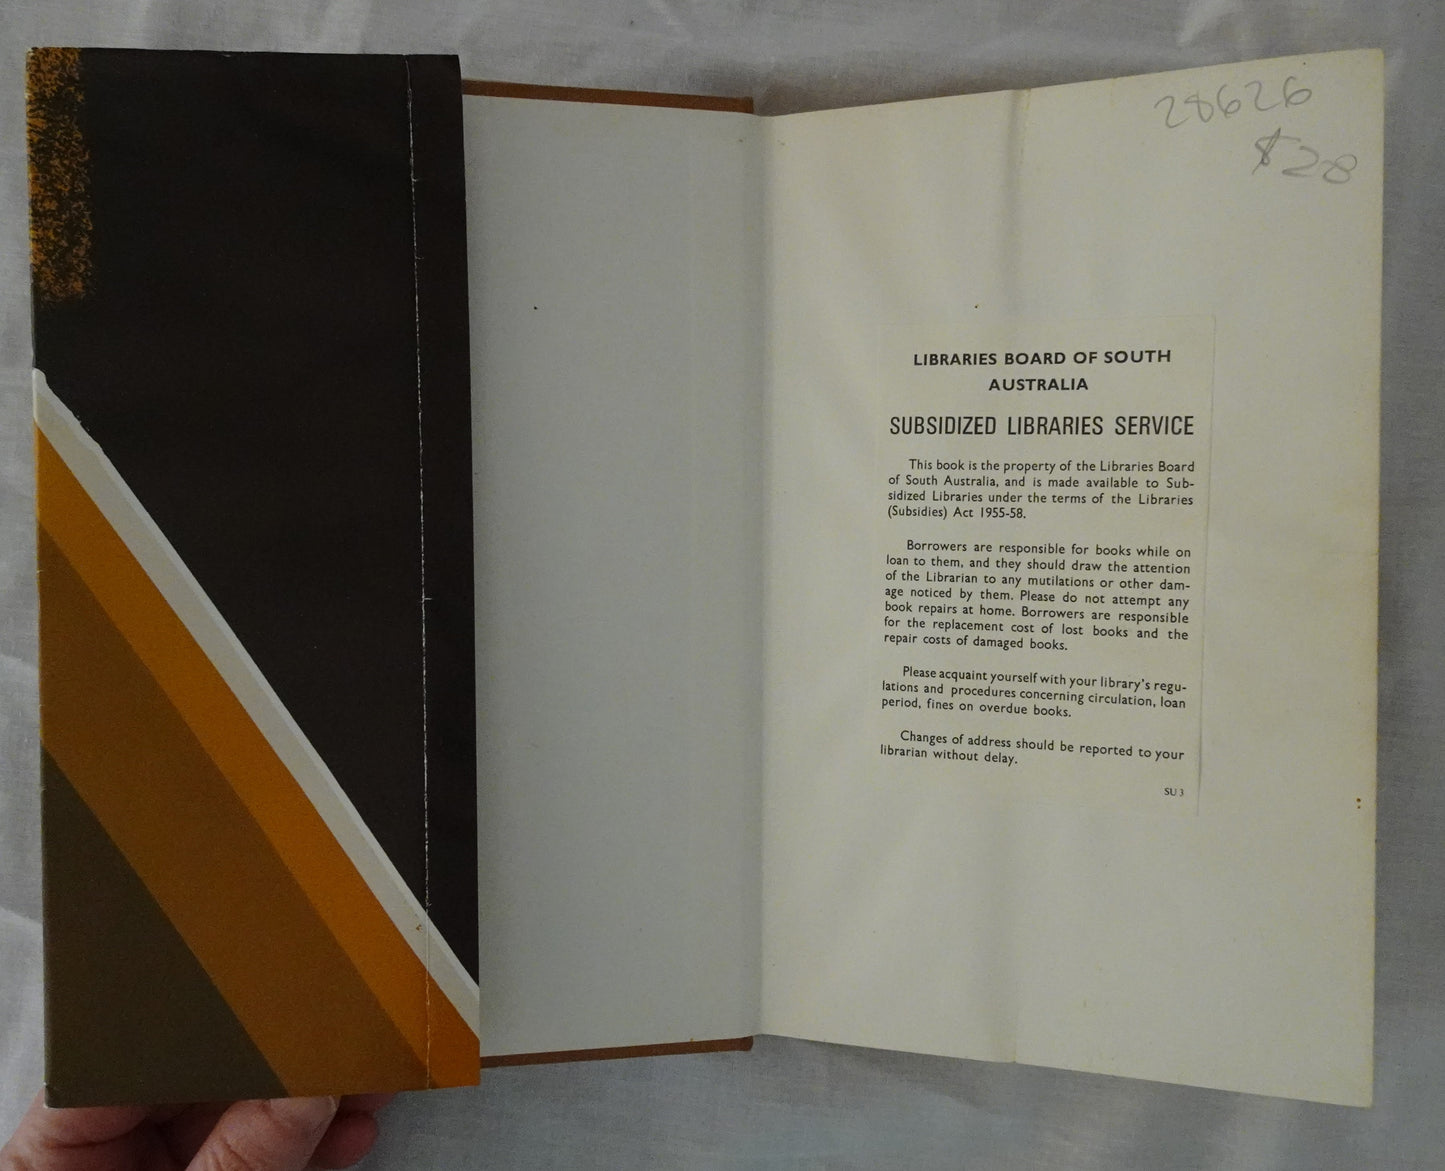 28626
$28
LIBRARIES BOARD OF SOUTH
AUSTRALIA
SUBSIDIZED LIBRARIES SERVICE
This book is the property of the Libraries Board
of South Australia, and is made available to Sub-
sidized Libraries under the terms of the Libraries
(Subsidies) Act 1955-58.
Borrowers are responsible for books while on
loan to them, and they should draw the attention
of the Librarian to any mutilations or other dam-
age noticed by them. Please do not attempt any
book repairs at home. Borrowers are responsible
for the replacement cost of lost books and the
repair costs of damaged books.
Please acquaint yourself with your library's regu-
lations and procedures concerning circulation, loan
period, fines on overdue books.
Changes of address should be reported to your
librarian without delay.
SU 3